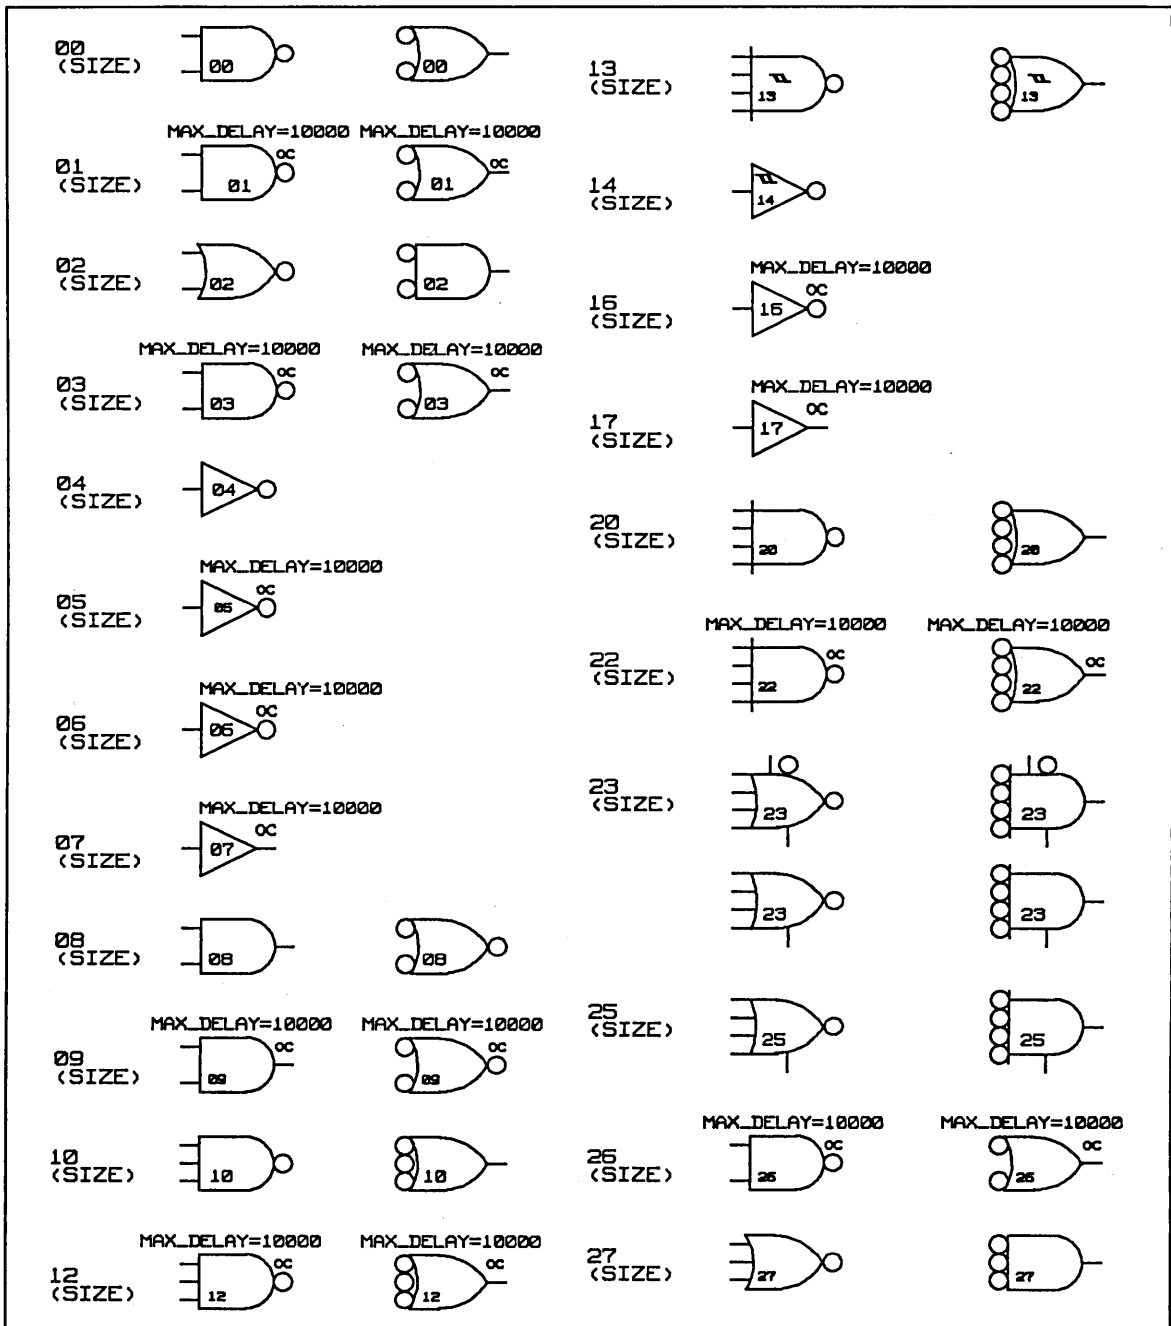 00
(SIZE)
00
00
MAX_DELAY=10000
MAX_DELAY=10000
01
(SIZE)
01
OC
01
OC
02
(SIZE)
02
02
MAX_DELAY=10000
MAX_DELAY=10000
03
(SIZE)
03
OC
03
OC
04
(SIZE)
04
MAX_DELAY=10000
05
(SIZE)
05
OC
MAX_DELAY=10000
06
(SIZE)
06
OC
MAX_DELAY=10000
07
(SIZE)
07
OC
08
(SIZE)
08
08
MAX_DELAY=10000
MAX_DELAY=10000
09
(SIZE)
09
OC
09
OC
10
(SIZE)
10
10
MAX_DELAY=10000
MAX_DELAY=10000
12
(SIZE)
12
OC
12
OC
13
(SIZE)
13
13
14
(SIZE)
14
MAX_DELAY=10000
16
(SIZE)
16
OC
MAX_DELAY=10000
17
(SIZE)
17
OC
20
(SIZE)
20
20
MAX_DELAY=10000
MAX_DELAY=10000
22
(SIZE)
22
OC
22
OC
23
(SIZE)
23
23
23
23
25
(SIZE)
25
25
MAX_DELAY=10000
MAX_DELAY=10000
26
(SIZE)
26
OC
26
OC
27
(SIZE)
27
27